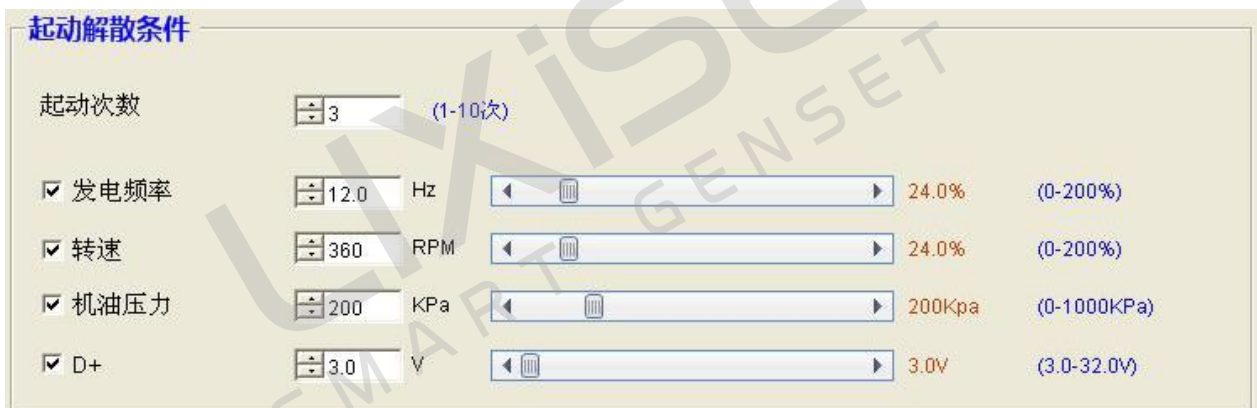 起动解散条件
起动次数 3 (1-10次)
发电频率 12.0 Hz 24.0% (0-200%)
转速 360 RPM 24.0% (0-200%)
机油压力 200 KPa 200Kpa (0-1000KPa)
D+ 3.0 V 3.0V (3.0-32.0V)
SMART GENSET